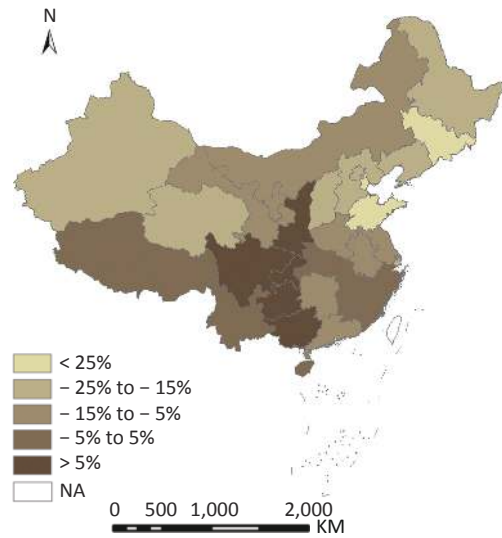 N
< 25%
− 25% to − 15%
− 15% to − 5%
− 5% to 5%
> 5%
NA
0 500 1,000 2,000
KM